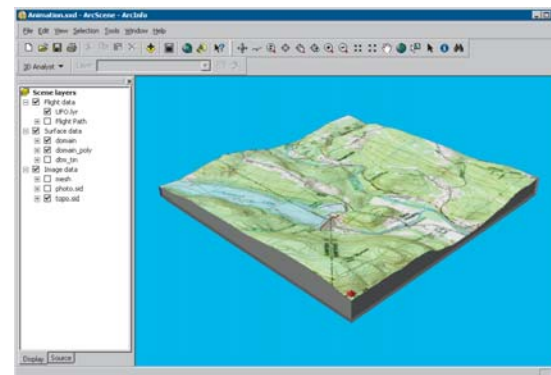 Animation.sxd - ArcScene - ArcInfo
File Edit View Selection Tools Window Help
3D Analyst Layer
Scene layers
Flight data
UFO.lyr
Flight Path
Surface data
domain
domain_poly
dtm_tin
Image data
mesh
photo.sid
topo.sid
Display Source